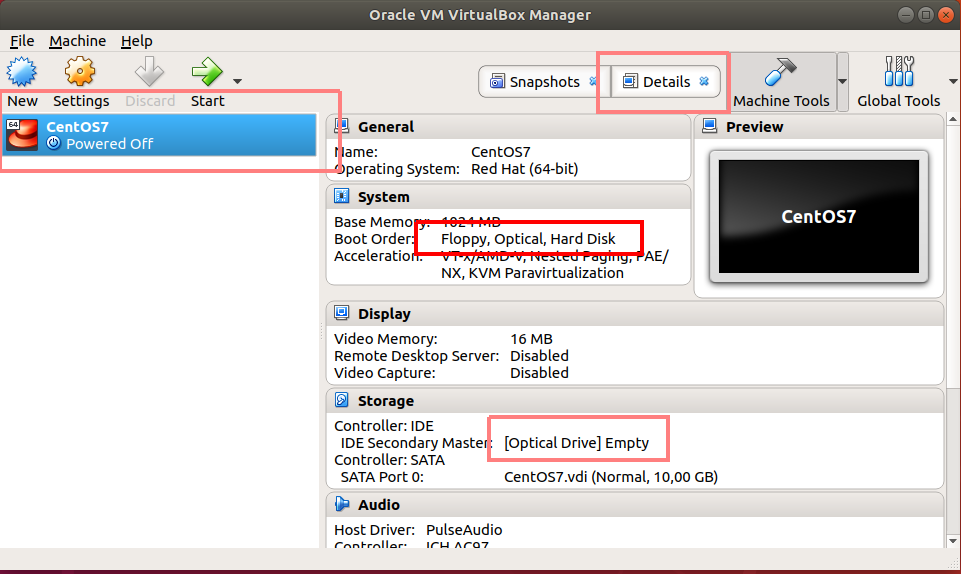 Oracle VM VirtualBox Manager
File Machine Help
New Settings Discard Start
Snapshots Details
Machine Tools Global Tools
64
CentOS7
Powered Off
General
Name: CentOS7
Operating System: Red Hat (64-bit)
Preview
CentOS7
System
Base Memory: 1024 MB
Boot Order: Floppy, Optical, Hard Disk
Acceleration: VT-x/AMD-V, Nested Paging, PAE/
NX, KVM Paravirtualization
Display
Video Memory: 16 MB
Remote Desktop Server: Disabled
Video Capture: Disabled
Storage
Controller: IDE
IDE Secondary Master: [Optical Drive] Empty
Controller: SATA
SATA Port 0: CentOS7.vdi (Normal, 10,00 GB)
Audio
Host Driver: PulseAudio
Controller: ICH AC97